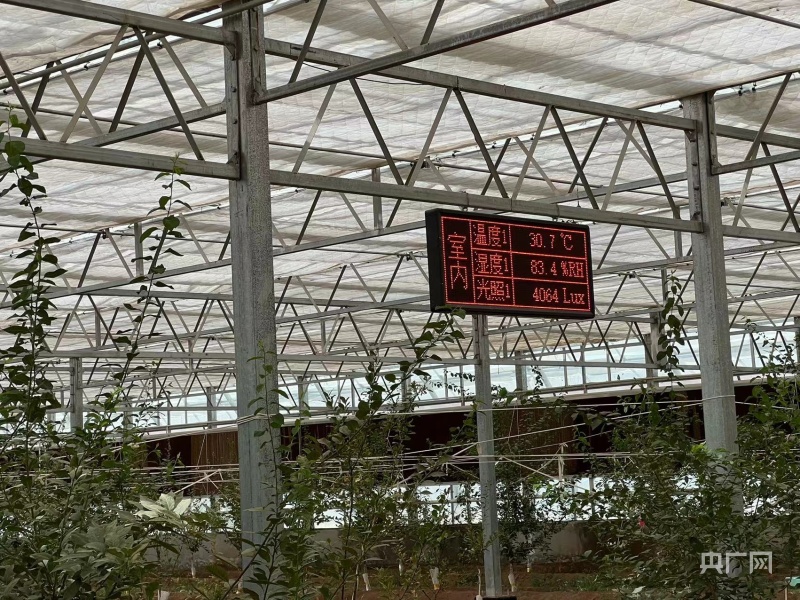 室内
温度1 30.7 ℃
湿度1 83.4 %RH
光照1 4064 Lux
央广网